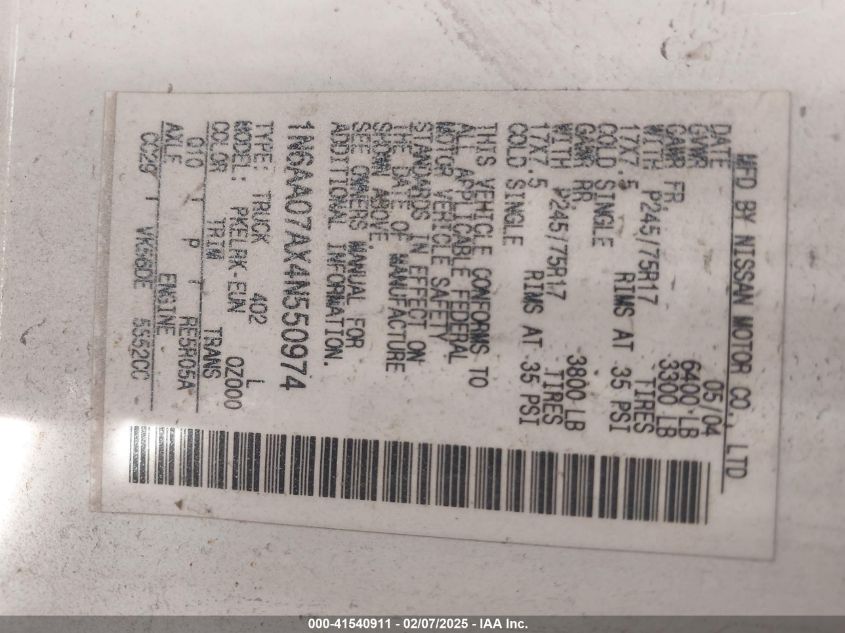 MFD BY NISSAN MOTOR CO., LTD
DATE 05/04
GVWR 6400 LB
GAWR FR 3300 LB
WITH P245/75R17 TIRES
17X7.5 RIMS AT 35 PSI
COLD SINGLE
GAWR RR. 3800 LB
WITH P245/75R17 TIRES
17X7.5 RIMS AT 35 PSI
COLD SINGLE
THIS VEHICLE CONFORMS TO
ALL APPLICABLE FEDERAL
MOTOR VEHICLE SAFETY
STANDARDS IN EFFECT ON
THE DATE OF MANUFACTURE
SHOWN ABOVE.
SEE OWNERS MANUAL FOR
ADDITIONAL INFORMATION.
1N6AA07AX4N550974
TYPE: TRUCK 402 L
MODEL: PKELRK-EUN 0Z000
COLOR TRIM TRANS
Q10 P RE5R05A
AXLE ENGINE
CC29 VK56DE 5552CC
000-41540911 - 02/07/2025 - IAA Inc.